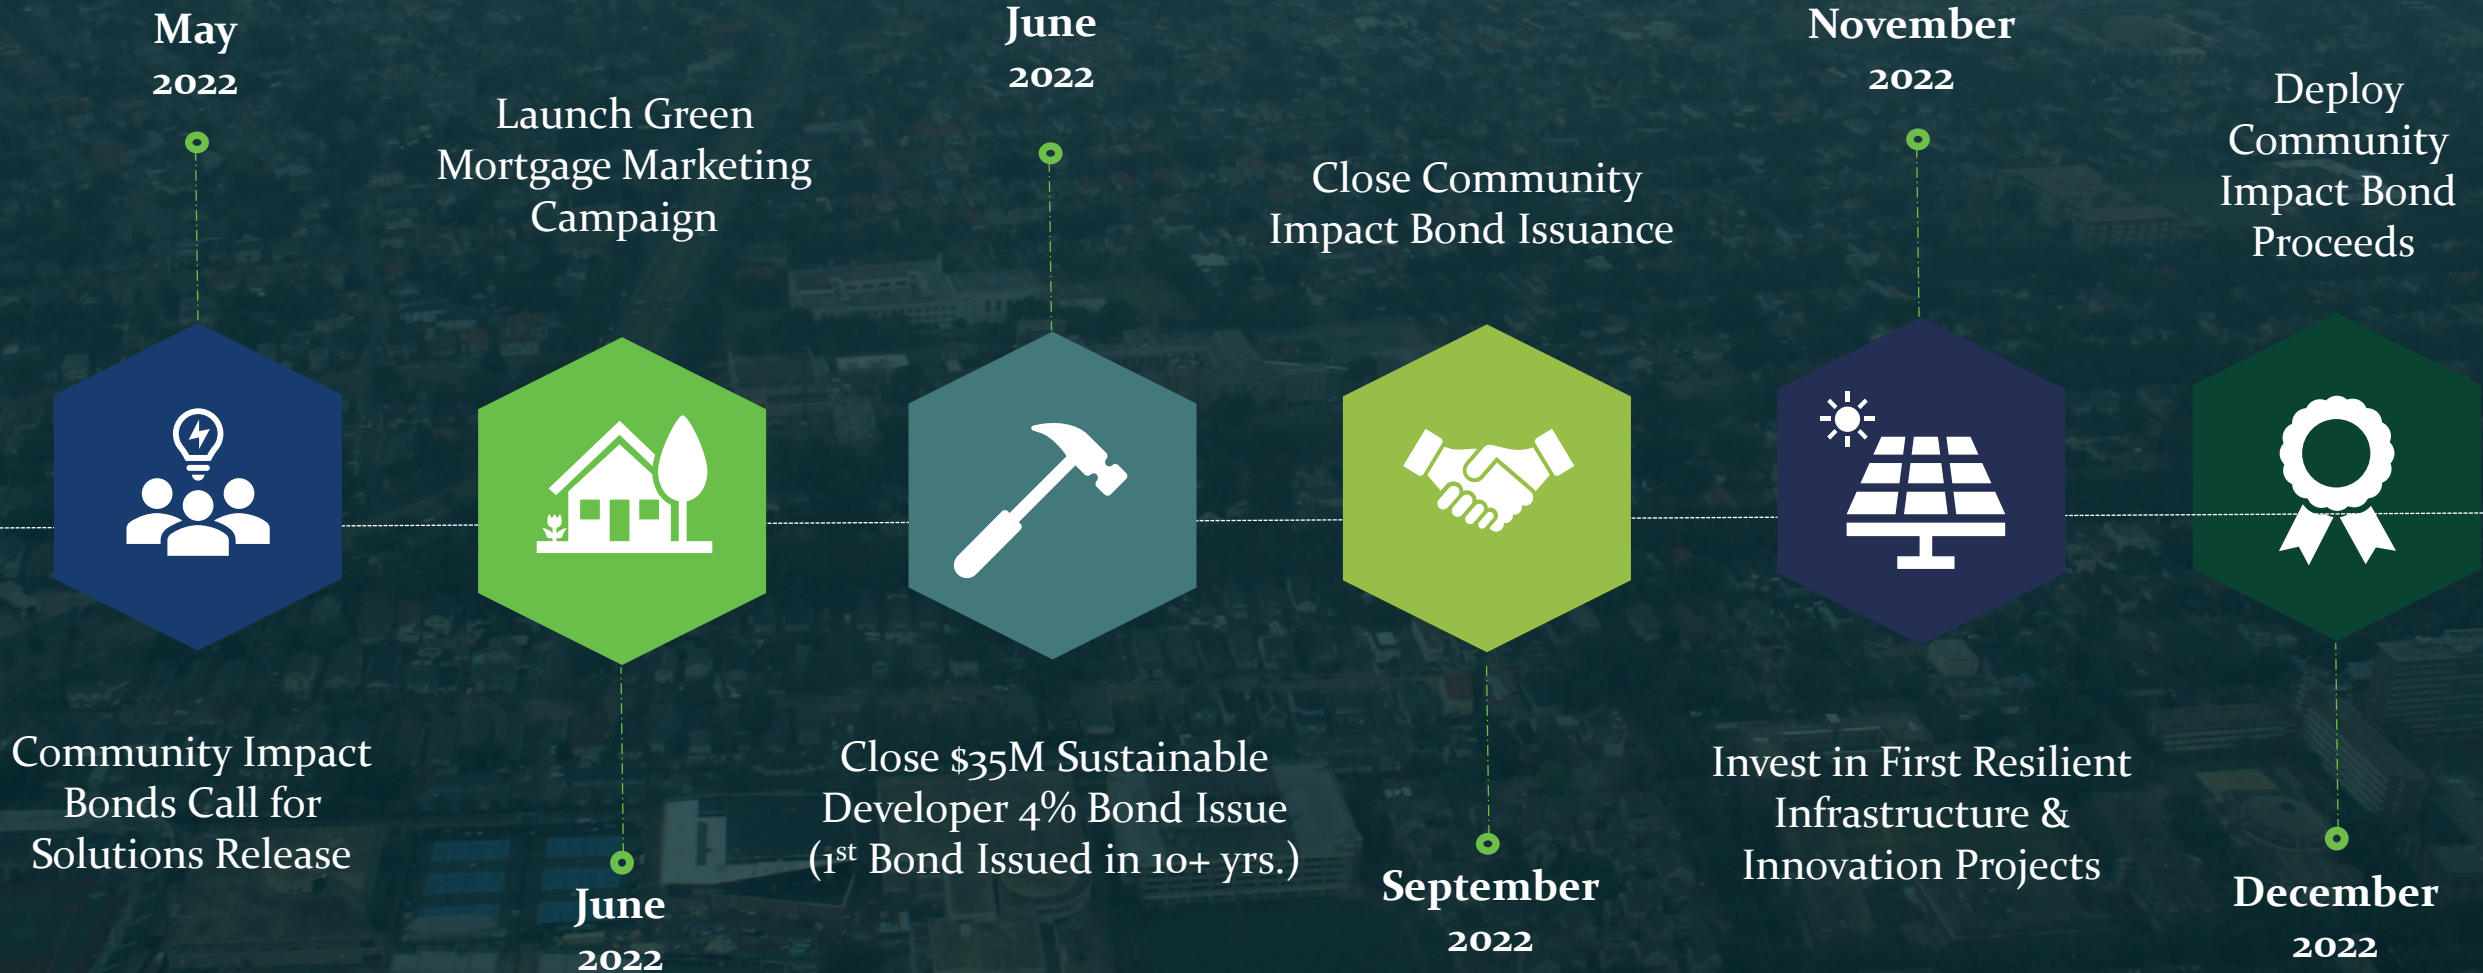 May
2022
Community Impact
Bonds Call for
Solutions Release
Launch Green
Mortgage Marketing
Campaign
June
2022
June
2022
Close $35M Sustainable
Developer 4% Bond Issue
(1st Bond Issued in 10+ yrs.)
Close Community
Impact Bond Issuance
September
2022
November
2022
Invest in First Resilient
Infrastructure &
Innovation Projects
Deploy
Community
Impact Bond
Proceeds
December
2022